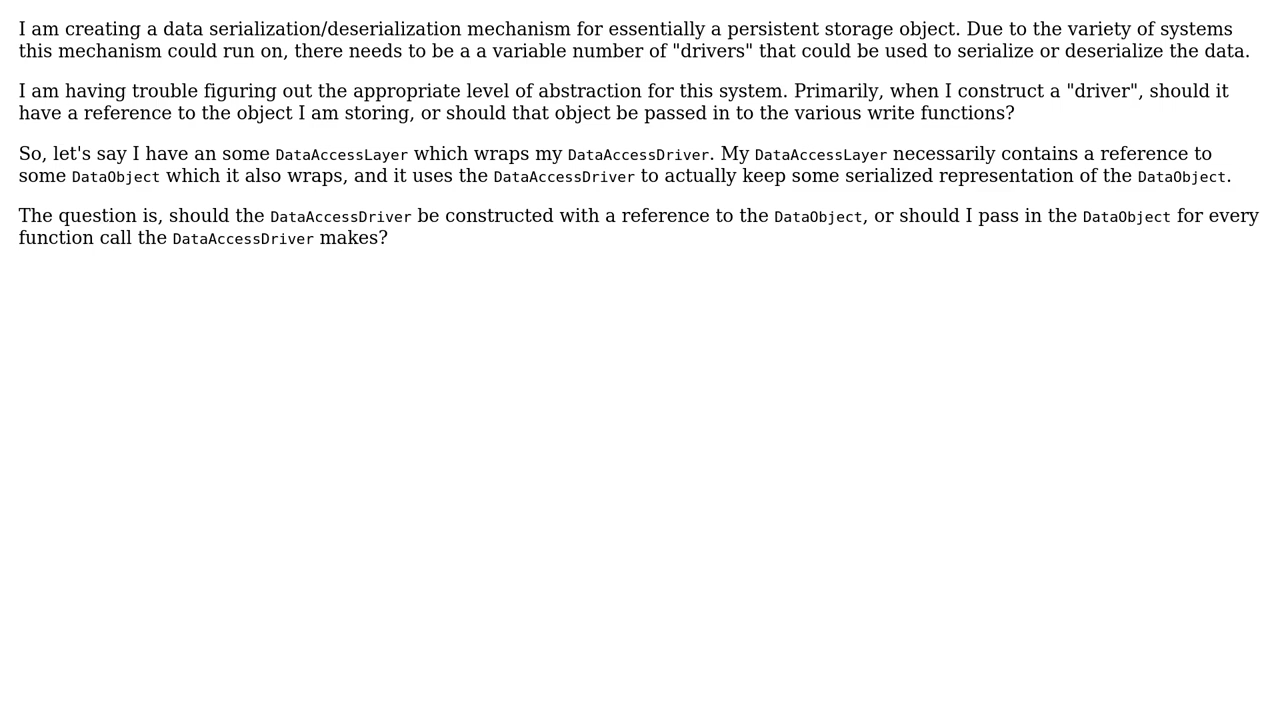 I am creating a data serialization/deserialization mechanism for essentially a persistent storage object. Due to the variety of systems
this mechanism could run on, there needs to be a a variable number of "drivers" that could be used to serialize or deserialize the data.
I am having trouble figuring out the appropriate level of abstraction for this system. Primarily, when I construct a "driver", should it
have a reference to the object I am storing, or should that object be passed in to the various write functions?
So, let's say I have an some DataAccessLayer which wraps my DataAccessDriver. My DataAccessLayer necessarily contains a reference to
some DataObject which it also wraps, and it uses the DataAccessDriver to actually keep some serialized representation of the DataObject.
The question is, should the DataAccessDriver be constructed with a reference to the DataObject, or should I pass in the DataObject for every
function call the DataAccessDriver makes?